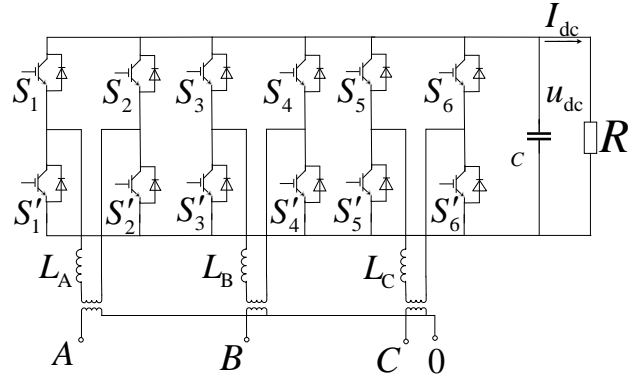 I_dc
S_1 S_2 S_3 S_4 S_5 S_6 u_dc
C R
S'_1 S'_2 S'_3 S'_4 S'_5 S'_6
L_A L_B L_C
A B C 0